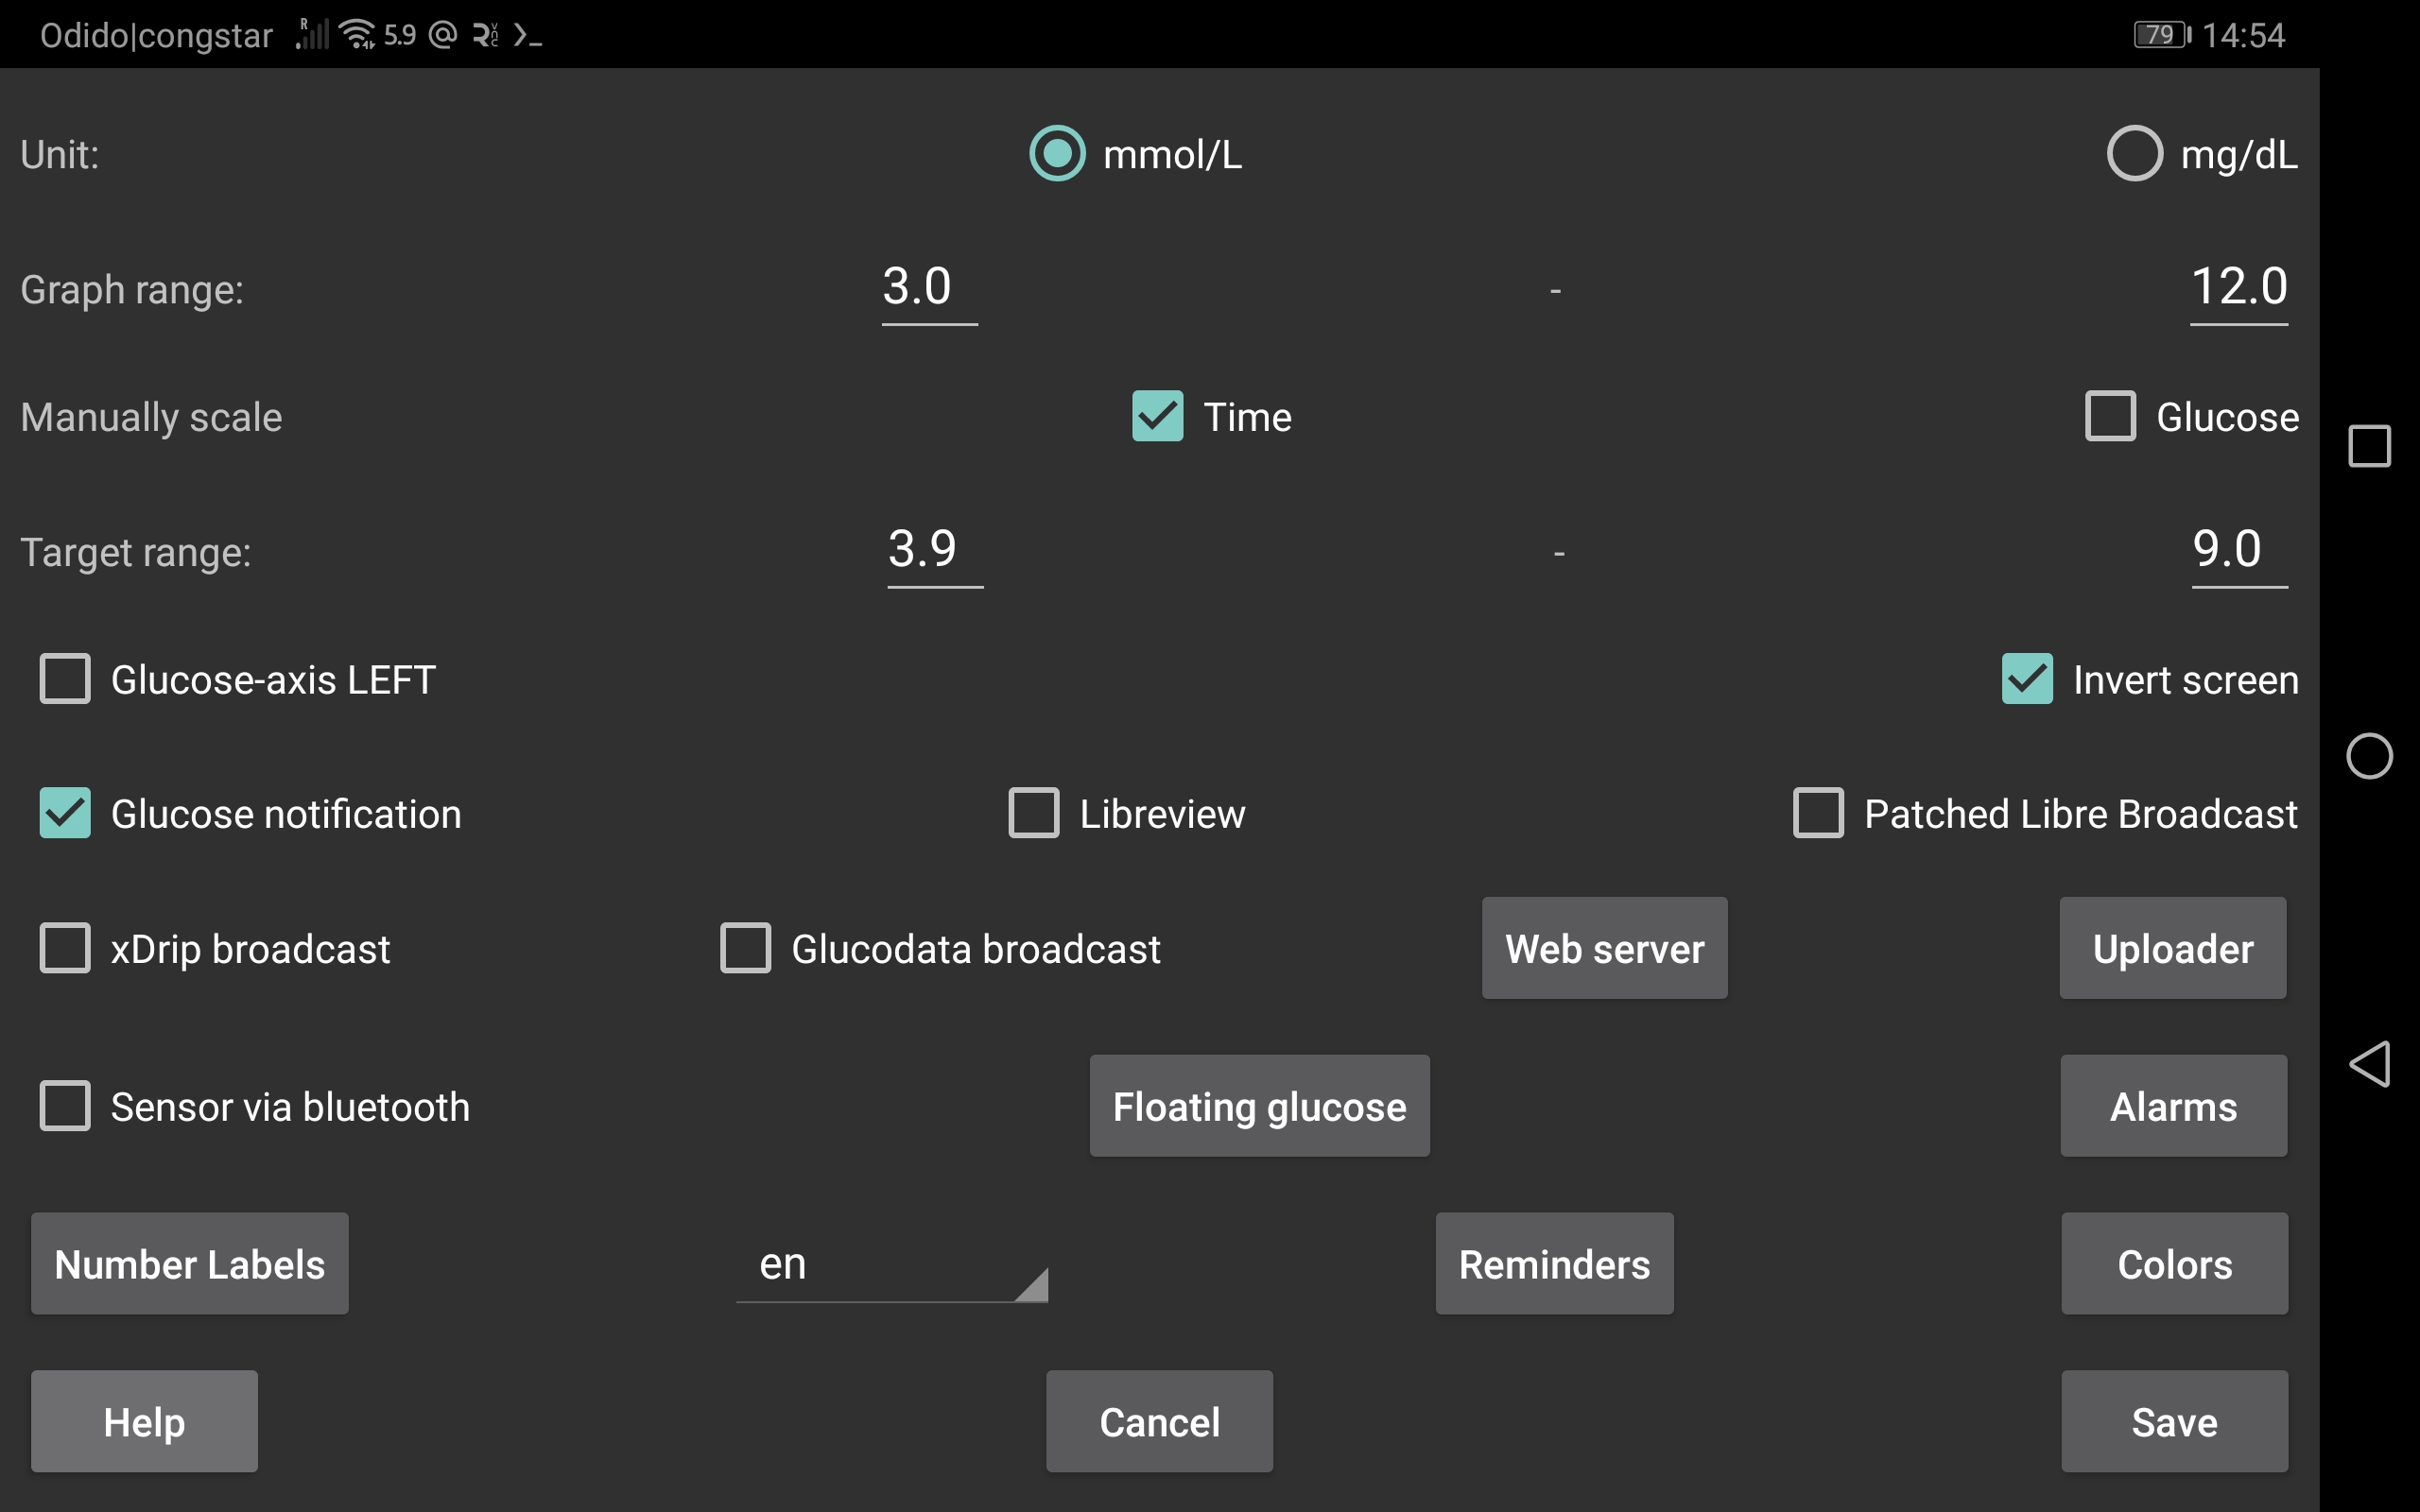 Odido|congstar R 5.9 79 14:54
Unit: mmol/L mg/dL
Graph range: 3.0 - 12.0
Manually scale Time Glucose
Target range: 3.9 - 9.0
Glucose-axis LEFT Invert screen
Glucose notification Libreview Patched Libre Broadcast
xDrip broadcast Glucodata broadcast Web server Uploader
Sensor via bluetooth Floating glucose Alarms
Number Labels en Reminders Colors
Help Cancel Save